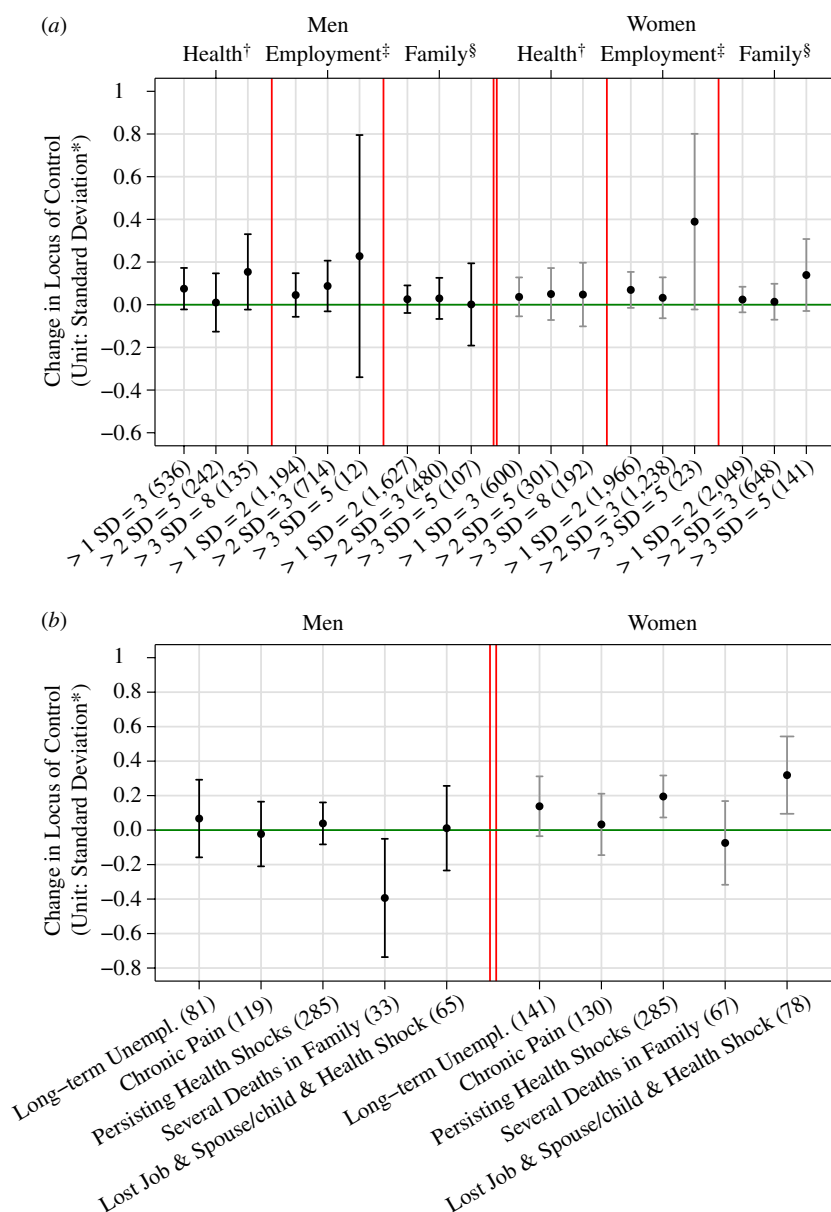 (a) Men Women
Health† Employment‡ Family§ Health† Employment‡ Family§
Change in Locus of Control
(Unit: Standard Deviation*)
1
0.8
0.6
0.4
0.2
0.0
−0.2
−0.4
−0.6
> 1 SD = 3 (536)
> 2 SD = 5 (242)
> 3 SD = 8 (135)
> 1 SD = 2 (1,194)
> 2 SD = 3 (714)
> 3 SD = 5 (12)
> 1 SD = 2 (1,627)
> 2 SD = 3 (480)
> 3 SD = 5 (107)
> 1 SD = 3 (600)
> 2 SD = 5 (301)
> 3 SD = 8 (192)
> 1 SD = 2 (1,966)
> 2 SD = 3 (1,238)
> 3 SD = 5 (23)
> 1 SD = 2 (2,049)
> 2 SD = 3 (648)
> 3 SD = 5 (141)
(b) Men Women
Change in Locus of Control
(Unit: Standard Deviation*)
1
0.8
0.6
0.4
0.2
0.0
−0.2
−0.4
−0.6
−0.8
Long−term Unempl. (81)
Chronic Pain (119)
Persisting Health Shocks (285)
Several Deaths in Family (33)
Lost Job & Spouse/child & Health Shock (65)
Long−term Unempl. (141)
Chronic Pain (130)
Persisting Health Shocks (285)
Several Deaths in Family (67)
Lost Job & Spouse/child & Health Shock (78)